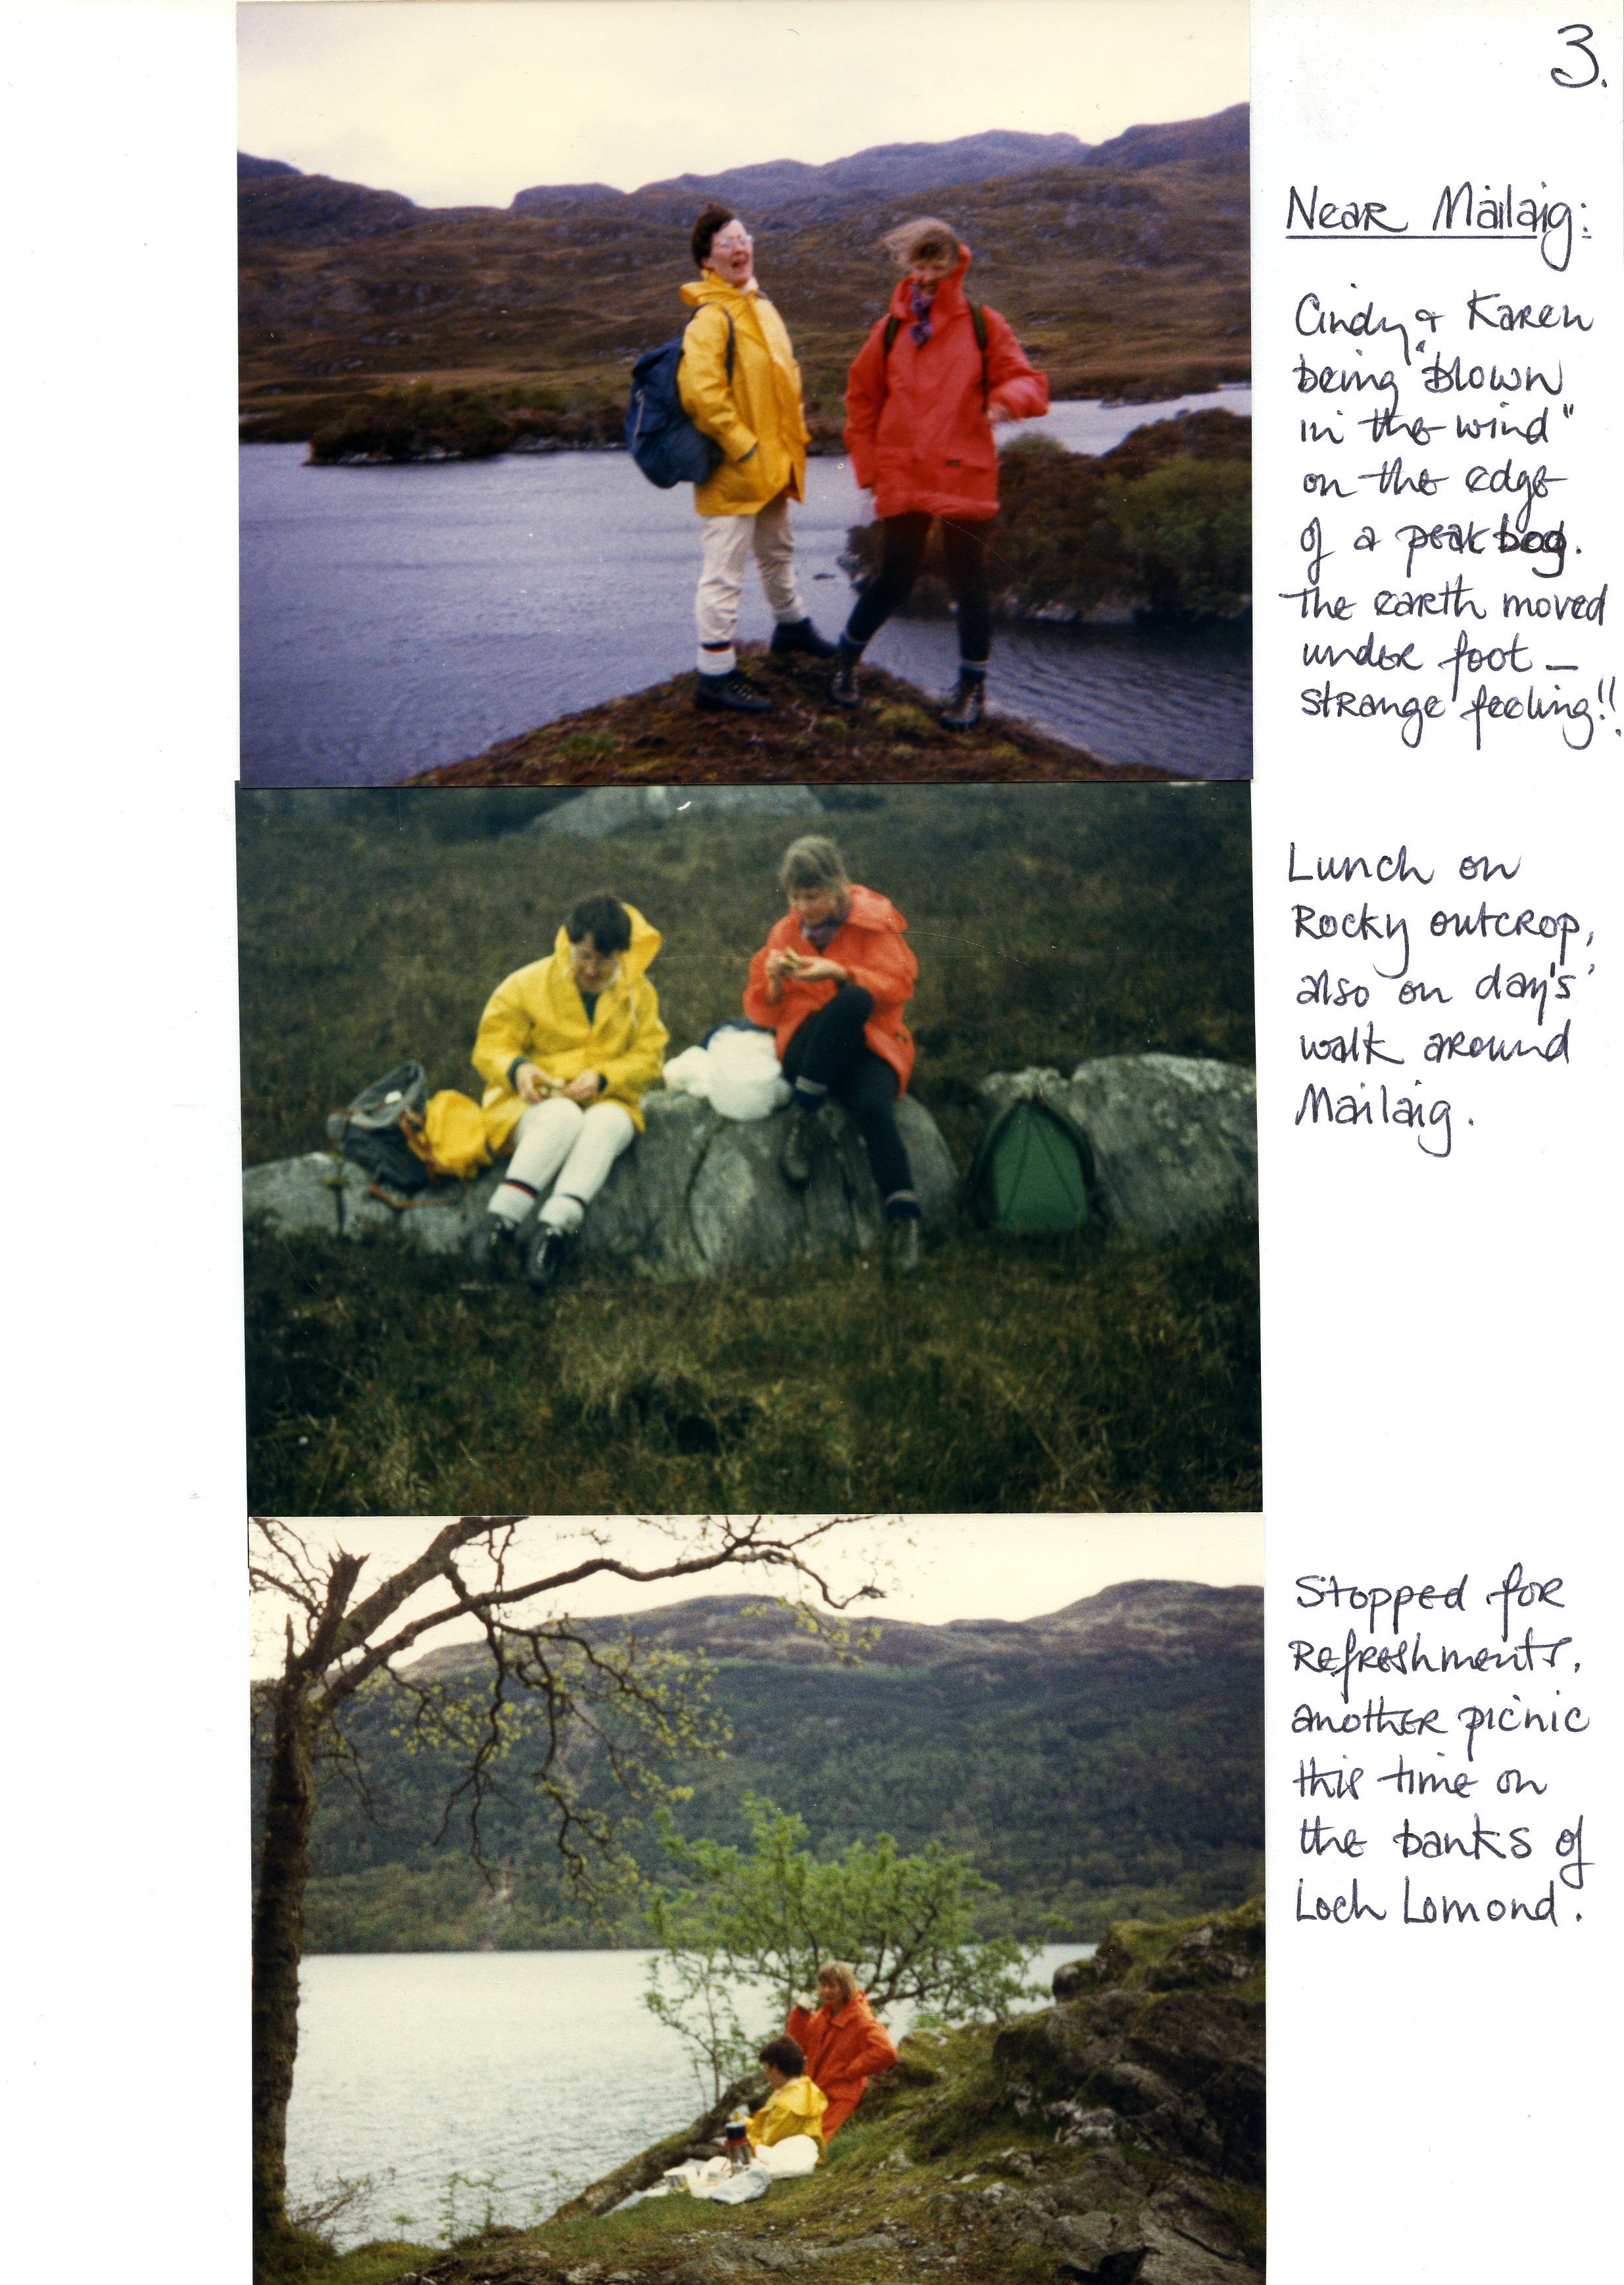 3.
Near Mailaig:
Cindy & Karen
being "blown
in the wind"
on the edge
of a peat bog.
The earth moved
under foot –
strange feeling!!
Lunch on
Rocky outcrop,
also on day's'
walk around
Mailaig.
Stopped for
Refreshments.
another picnic
this time on
the banks of
Loch Lomond.